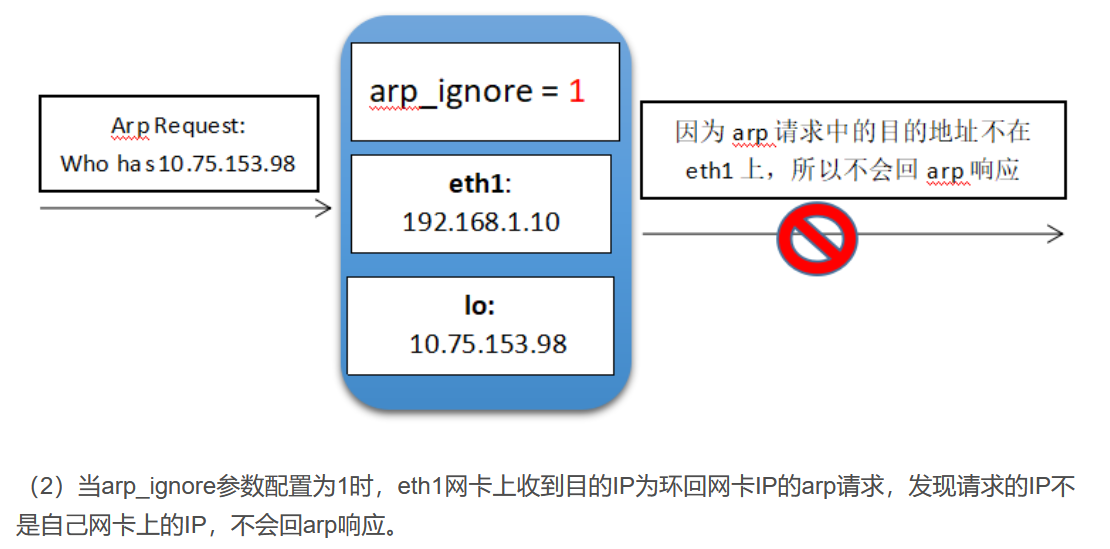 arp_ignore = 1
Arp Request:
Who has 10.75.153.98
因为 arp 请求中的目的地址不在
eth1 上，所以不会回 arp 响应
eth1:
192.168.1.10
lo:
10.75.153.98
（2）当arp_ignore参数配置为1时，eth1网卡上收到目的IP为环回网卡IP的arp请求，发现请求的IP不
是自己网卡上的IP，不会回arp响应。